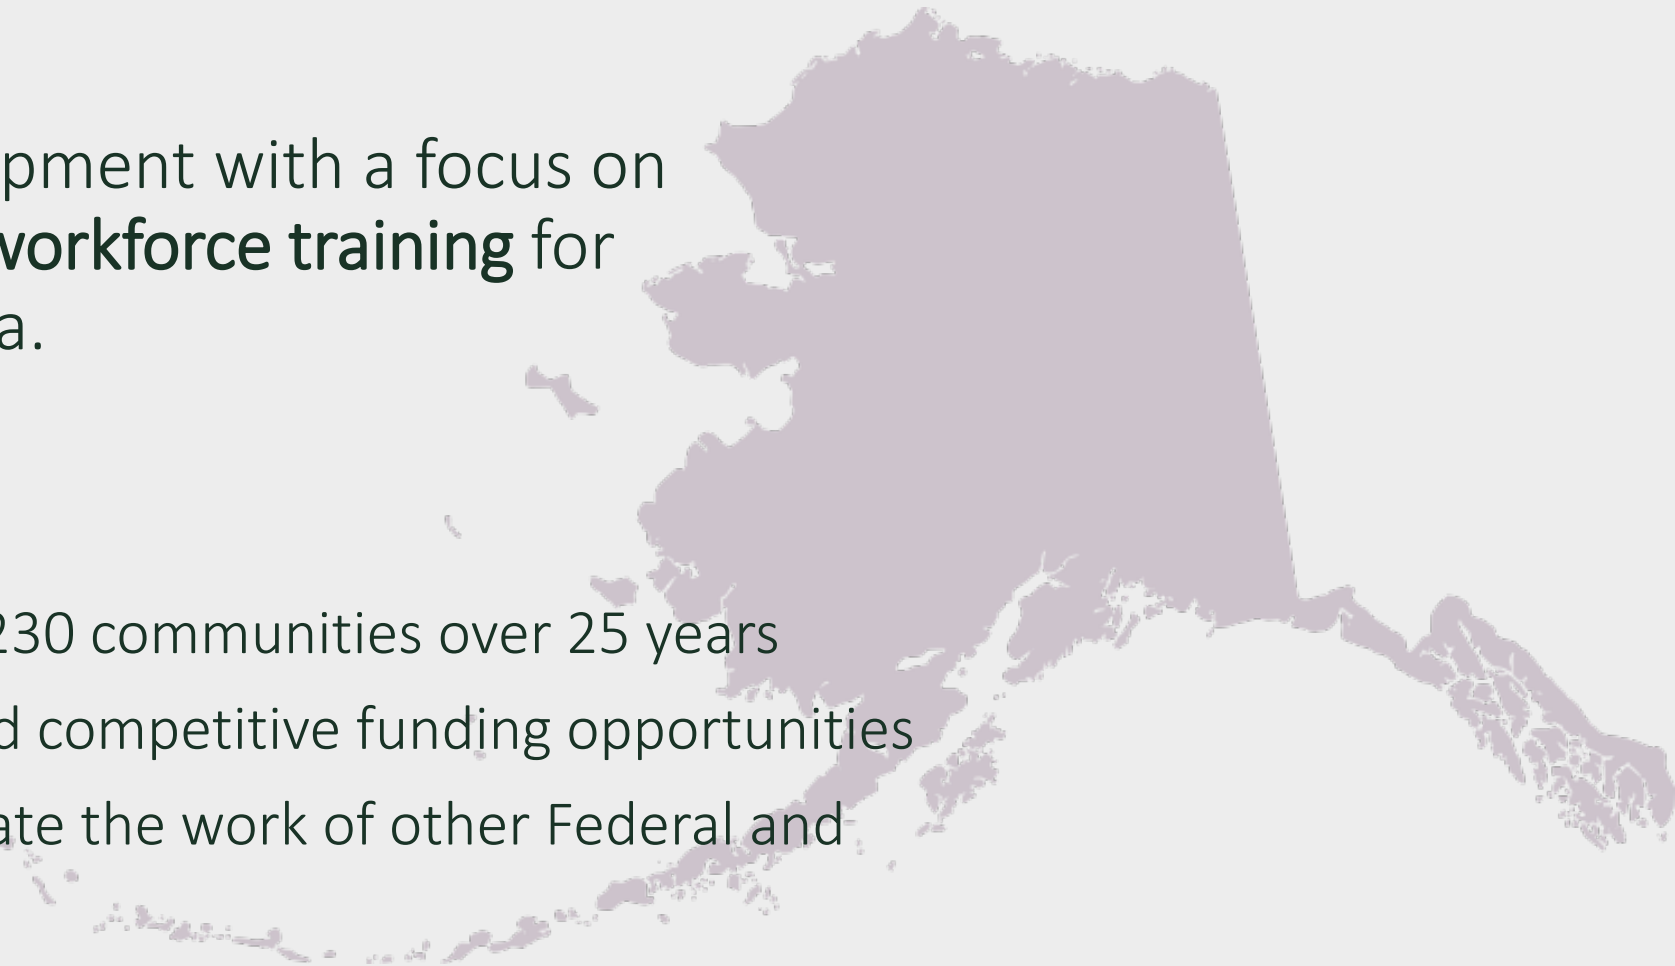 pment with a focus on
workforce training for
a.
230 communities over 25 years
d competitive funding opportunities
ate the work of other Federal and